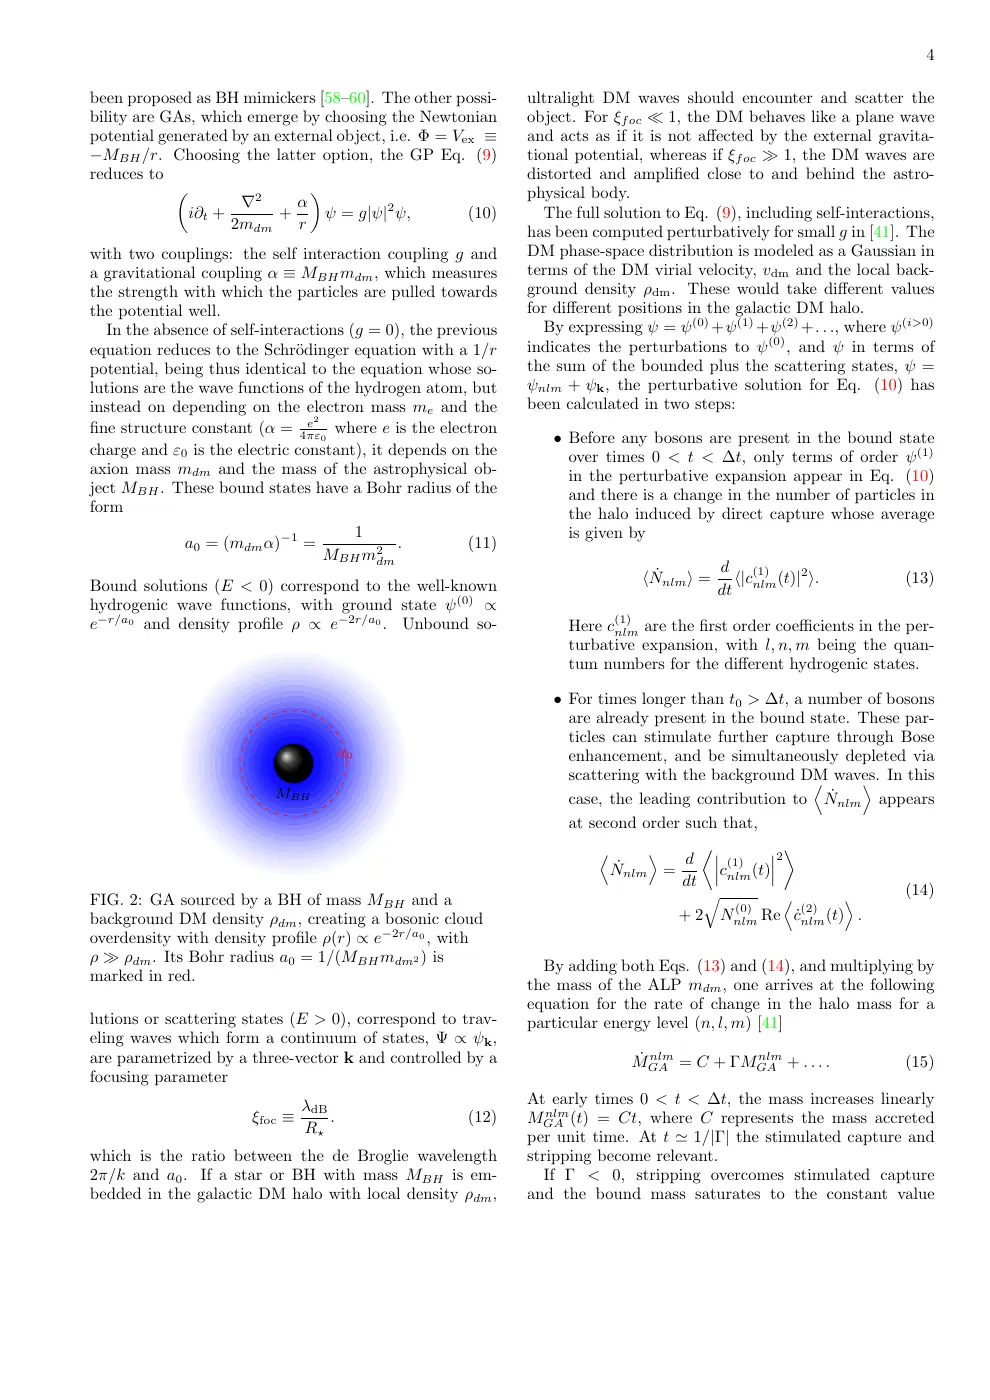 4
been proposed as BH mimickers [58–60]. The other possi-
bility are GAs, which emerge by choosing the Newtonian
potential generated by an external object, i.e. Φ = V_ex ≡
−M_BH/r. Choosing the latter option, the GP Eq. (9)
reduces to
(i∂_t + ∇²/2m_dm + α/r) ψ = g|ψ|²ψ, (10)
with two couplings: the self interaction coupling g and
a gravitational coupling α ≡ M_BH m_dm, which measures
the strength with which the particles are pulled towards
the potential well.
In the absence of self-interactions (g = 0), the previous
equation reduces to the Schrödinger equation with a 1/r
potential, being thus identical to the equation whose so-
lutions are the wave functions of the hydrogen atom, but
instead on depending on the electron mass m_e and the
fine structure constant (α = e²/4πε₀ where e is the electron
charge and ε₀ is the electric constant), it depends on the
axion mass m_dm and the mass of the astrophysical ob-
ject M_BH. These bound states have a Bohr radius of the
form
a₀ = (m_dm α)⁻¹ = 1/(M_BH m²_dm). (11)
Bound solutions (E < 0) correspond to the well-known
hydrogenic wave functions, with ground state ψ⁽⁰⁾ ∝
e^{−r/a₀} and density profile ρ ∝ e^{−2r/a₀}. Unbound so-
a₀
M_BH
FIG. 2: GA sourced by a BH of mass M_BH and a
background DM density ρ_dm, creating a bosonic cloud
overdensity with density profile ρ(r) ∝ e^{−2r/a₀}, with
ρ ≫ ρ_dm. Its Bohr radius a₀ = 1/(M_BH m_{dm²}) is
marked in red.
lutions or scattering states (E > 0), correspond to trav-
eling waves which form a continuum of states, Ψ ∝ ψ_k,
are parametrized by a three-vector k and controlled by a
focusing parameter
ξ_foc ≡ λ_dB/R_⋆. (12)
which is the ratio between the de Broglie wavelength
2π/k and a₀. If a star or BH with mass M_BH is em-
bedded in the galactic DM halo with local density ρ_dm,
ultralight DM waves should encounter and scatter the
object. For ξ_foc ≪ 1, the DM behaves like a plane wave
and acts as if it is not affected by the external gravita-
tional potential, whereas if ξ_foc ≫ 1, the DM waves are
distorted and amplified close to and behind the astro-
physical body.
The full solution to Eq. (9), including self-interactions,
has been computed perturbatively for small g in [41]. The
DM phase-space distribution is modeled as a Gaussian in
terms of the DM virial velocity, v_dm and the local back-
ground density ρ_dm. These would take different values
for different positions in the galactic DM halo.
By expressing ψ = ψ⁽⁰⁾+ψ⁽¹⁾+ψ⁽²⁾+..., where ψ^{(i>0)}
indicates the perturbations to ψ⁽⁰⁾, and ψ in terms of
the sum of the bounded plus the scattering states, ψ =
ψ_nlm + ψ_k, the perturbative solution for Eq. (10) has
been calculated in two steps:
• Before any bosons are present in the bound state
over times 0 < t < Δt, only terms of order ψ⁽¹⁾
in the perturbative expansion appear in Eq. (10)
and there is a change in the number of particles in
the halo induced by direct capture whose average
is given by
⟨Ṅ_nlm⟩ = d/dt⟨|c⁽¹⁾_nlm(t)|²⟩. (13)
Here c⁽¹⁾_nlm are the first order coefficients in the per-
turbative expansion, with l, n, m being the quan-
tum numbers for the different hydrogenic states.
• For times longer than t₀ > Δt, a number of bosons
are already present in the bound state. These par-
ticles can stimulate further capture through Bose
enhancement, and be simultaneously depleted via
scattering with the background DM waves. In this
case, the leading contribution to ⟨Ṅ_nlm⟩ appears
at second order such that,
⟨Ṅ_nlm⟩ = d/dt ⟨|c⁽¹⁾_nlm(t)|²⟩
+ 2√N⁽⁰⁾_nlm Re ⟨ċ⁽²⁾_nlm(t)⟩. (14)
By adding both Eqs. (13) and (14), and multiplying by
the mass of the ALP m_dm, one arrives at the following
equation for the rate of change in the halo mass for a
particular energy level (n, l, m) [41]
Ṁ^nlm_GA = C + ΓM^nlm_GA + .... (15)
At early times 0 < t < Δt, the mass increases linearly
M^nlm_GA(t) = Ct, where C represents the mass accreted
per unit time. At t ≃ 1/|Γ| the stimulated capture and
stripping become relevant.
If Γ < 0, stripping overcomes stimulated capture
and the bound mass saturates to the constant value